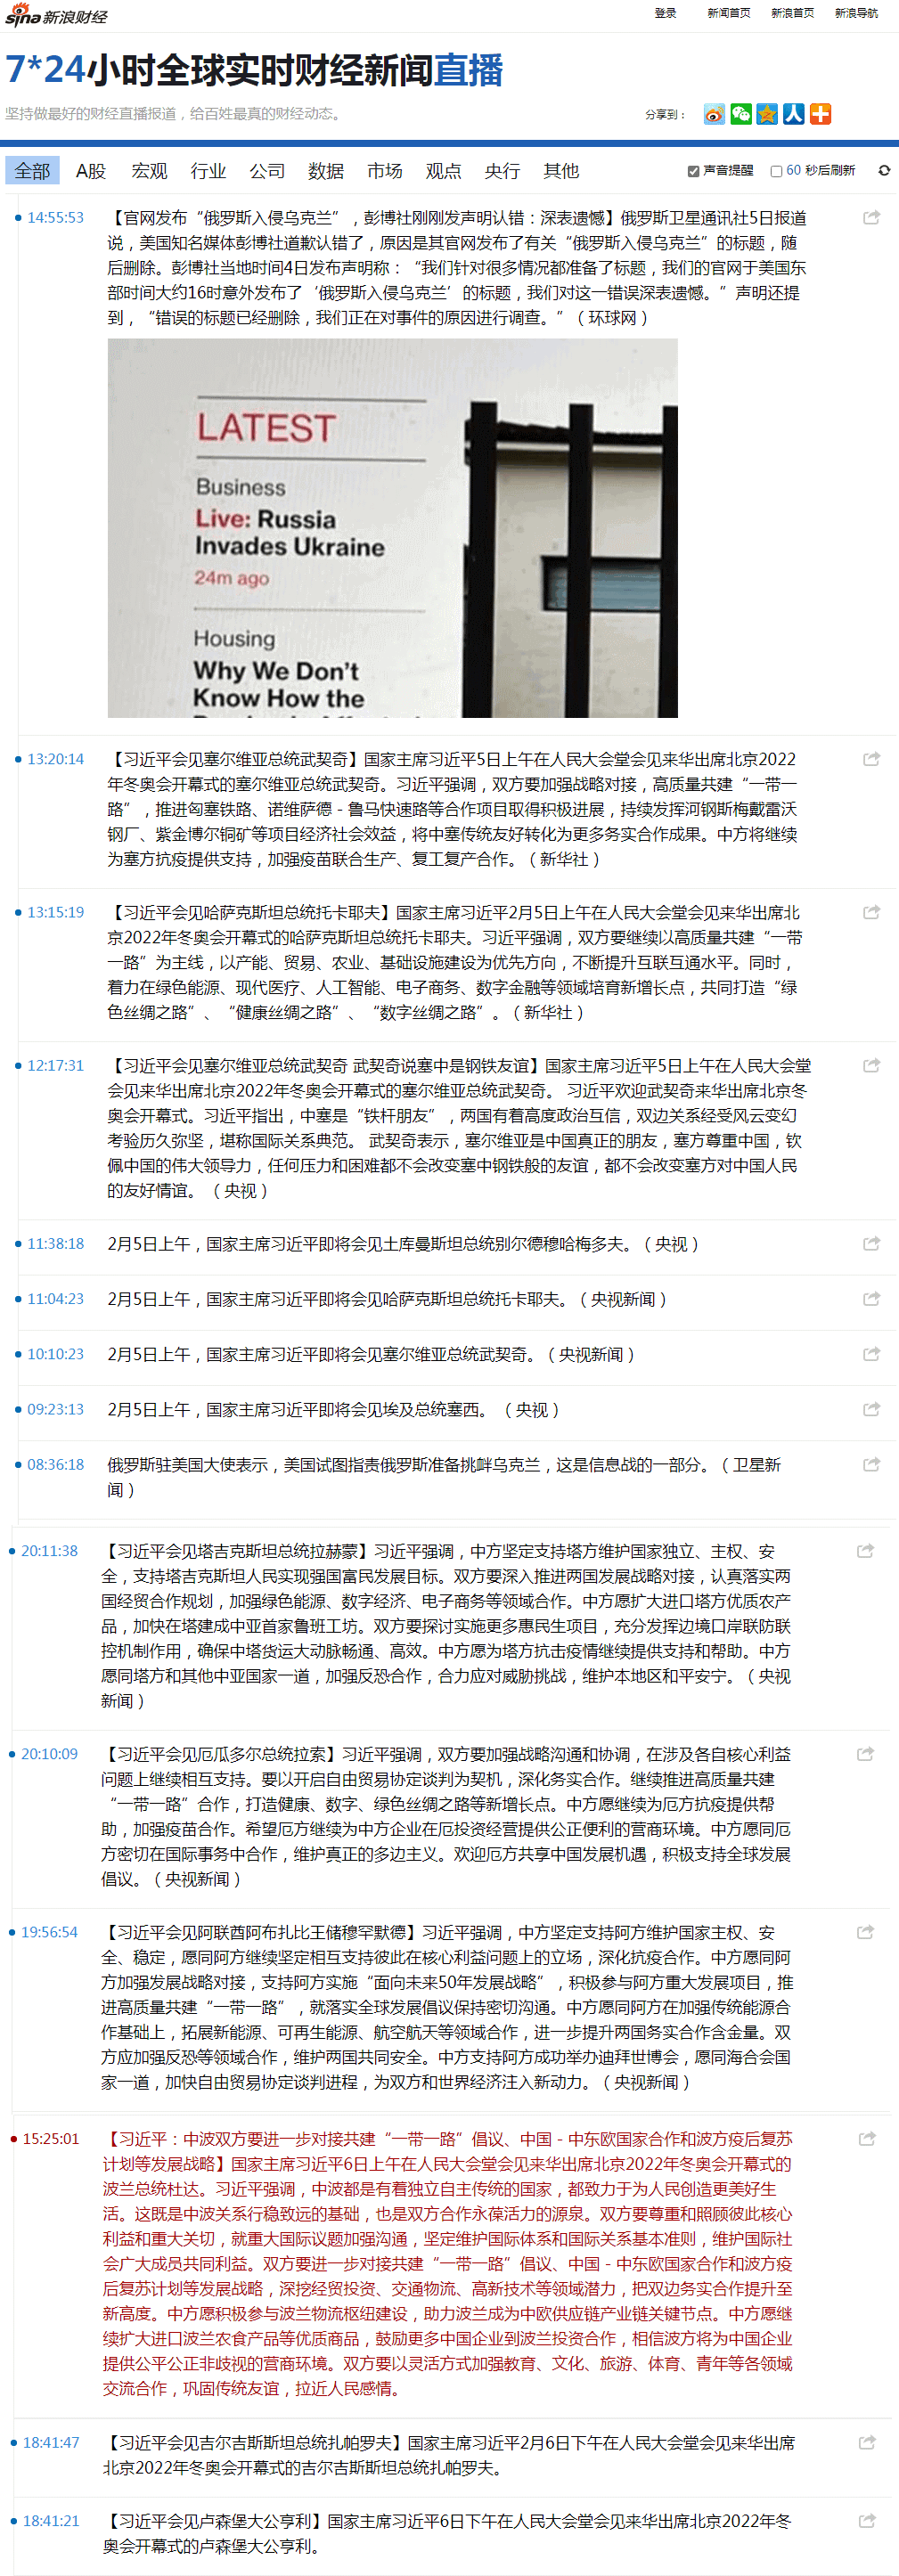 sina 新浪财经
登录 新闻首页 新浪首页 新浪导航
7*24小时全球实时财经新闻直播
坚持做最好的财经直播报道，给百姓最真的财经动态。
分享到：
全部 A股 宏观 行业 公司 数据 市场 观点 央行 其他
声音提醒 60 秒后刷新
14:55:53
【官网发布“俄罗斯入侵乌克兰”，彭博社刚刚发声明认错：深表遗憾】俄罗斯卫星通讯社5日报道
说，美国知名媒体彭博社道歉认错了，原因是其官网发布了有关“俄罗斯入侵乌克兰”的标题，随
后删除。彭博社当地时间4日发布声明称：“我们针对很多情况都准备了标题，我们的官网于美国东
部时间大约16时意外发布了‘俄罗斯入侵乌克兰’的标题，我们对这一错误深表遗憾。”声明还提
到，“错误的标题已经删除，我们正在对事件的原因进行调查。”（环球网）
LATEST
Business
Live: Russia
Invades Ukraine
24m ago
Housing
Why We Don’t
Know How the
13:20:14
【习近平会见塞尔维亚总统武契奇】国家主席习近平5日上午在人民大会堂会见来华出席北京2022
年冬奥会开幕式的塞尔维亚总统武契奇。习近平强调，双方要加强战略对接，高质量共建“一带一
路”，推进匈塞铁路、诺维萨德－鲁马快速路等合作项目取得积极进展，持续发挥河钢斯梅戴雷沃
钢厂、紫金博尔铜矿等项目经济社会效益，将中塞传统友好转化为更多务实合作成果。中方将继续
为塞方抗疫提供支持，加强疫苗联合生产、复工复产合作。（新华社）
13:15:19
【习近平会见哈萨克斯坦总统托卡耶夫】国家主席习近平2月5日上午在人民大会堂会见来华出席北
京2022年冬奥会开幕式的哈萨克斯坦总统托卡耶夫。习近平强调，双方要继续以高质量共建“一带
一路”为主线，以产能、贸易、农业、基础设施建设为优先方向，不断提升互联互通水平。同时，
着力在绿色能源、现代医疗、人工智能、电子商务、数字金融等领域培育新增长点，共同打造“绿
色丝绸之路”、“健康丝绸之路”、“数字丝绸之路”。（新华社）
12:17:31
【习近平会见塞尔维亚总统武契奇 武契奇说塞中是钢铁友谊】国家主席习近平5日上午在人民大会堂
会见来华出席北京2022年冬奥会开幕式的塞尔维亚总统武契奇。 习近平欢迎武契奇来华出席北京冬
奥会开幕式。习近平指出，中塞是“铁杆朋友”，两国有着高度政治互信，双边关系经受风云变幻
考验历久弥坚，堪称国际关系典范。 武契奇表示，塞尔维亚是中国真正的朋友，塞方尊重中国，钦
佩中国的伟大领导力，任何压力和困难都不会改变塞中钢铁般的友谊，都不会改变塞方对中国人民
的友好情谊。 （央视）
11:38:18
2月5日上午，国家主席习近平即将会见土库曼斯坦总统别尔德穆哈梅多夫。（央视）
11:04:23
2月5日上午，国家主席习近平即将会见哈萨克斯坦总统托卡耶夫。（央视新闻）
10:10:23
2月5日上午，国家主席习近平即将会见塞尔维亚总统武契奇。（央视新闻）
09:23:13
2月5日上午，国家主席习近平即将会见埃及总统塞西。 （央视）
08:36:18
俄罗斯驻美国大使表示，美国试图指责俄罗斯准备挑衅乌克兰，这是信息战的一部分。（卫星新
闻）
20:11:38
【习近平会见塔吉克斯坦总统拉赫蒙】习近平强调，中方坚定支持塔方维护国家独立、主权、安
全，支持塔吉克斯坦人民实现强国富民发展目标。双方要深入推进两国发展战略对接，认真落实两
国经贸合作规划，加强绿色能源、数字经济、电子商务等领域合作。中方愿扩大进口塔方优质农产
品，加快在塔建成中亚首家鲁班工坊。双方要探讨实施更多惠民生项目，充分发挥边境口岸联防联
控机制作用，确保中塔货运大动脉畅通、高效。中方愿为塔方抗击疫情继续提供支持和帮助。中方
愿同塔方和其他中亚国家一道，加强反恐合作，合力应对威胁挑战，维护本地区和平安宁。（央视
新闻）
20:10:09
【习近平会见厄瓜多尔总统拉索】习近平强调，双方要加强战略沟通和协调，在涉及各自核心利益
问题上继续相互支持。要以开启自由贸易协定谈判为契机，深化务实合作。继续推进高质量共建
“一带一路”合作，打造健康、数字、绿色丝绸之路等新增长点。中方愿继续为厄方抗疫提供帮
助，加强疫苗合作。希望厄方继续为中方企业在厄投资经营提供公正便利的营商环境。中方愿同厄
方密切在国际事务中合作，维护真正的多边主义。欢迎厄方共享中国发展机遇，积极支持全球发展
倡议。（央视新闻）
19:56:54
【习近平会见阿联酋阿布扎比王储穆罕默德】习近平强调，中方坚定支持阿方维护国家主权、安
全、稳定，愿同阿方继续坚定相互支持彼此在核心利益问题上的立场，深化抗疫合作。中方愿同阿
方加强发展战略对接，支持阿方实施“面向未来50年发展战略”，积极参与阿方重大发展项目，推
进高质量共建“一带一路”，就落实全球发展倡议保持密切沟通。中方愿同阿方在加强传统能源合
作基础上，拓展新能源、可再生能源、航空航天等领域合作，进一步提升两国务实合作含金量。双
方应加强反恐等领域合作，维护两国共同安全。中方支持阿方成功举办迪拜世博会，愿同海合会国
家一道，加快自由贸易协定谈判进程，为双方和世界经济注入新动力。（央视新闻）
15:25:01
【习近平：中波双方要进一步对接共建“一带一路”倡议、中国－中东欧国家合作和波方疫后复苏
计划等发展战略】国家主席习近平6日上午在人民大会堂会见来华出席北京2022年冬奥会开幕式的
波兰总统杜达。习近平强调，中波都是有着独立自主传统的国家，都致力于为人民创造更美好生
活。这既是中波关系行稳致远的基础，也是双方合作永葆活力的源泉。双方要尊重和照顾彼此核心
利益和重大关切，就重大国际议题加强沟通，坚定维护国际体系和国际关系基本准则，维护国际社
会广大成员共同利益。双方要进一步对接共建“一带一路”倡议、中国－中东欧国家合作和波方疫
后复苏计划等发展战略，深挖经贸投资、交通物流、高新技术等领域潜力，把双边务实合作提升至
新高度。中方愿积极参与波兰物流枢纽建设，助力波兰成为中欧供应链产业链关键节点。中方愿继
续扩大进口波兰农食产品等优质商品，鼓励更多中国企业到波兰投资合作，相信波方将为中国企业
提供公平公正非歧视的营商环境。双方要以灵活方式加强教育、文化、旅游、体育、青年等各领域
交流合作，巩固传统友谊，拉近人民感情。
18:41:47
【习近平会见吉尔吉斯斯坦总统扎帕罗夫】国家主席习近平2月6日下午在人民大会堂会见来华出席
北京2022年冬奥会开幕式的吉尔吉斯斯坦总统扎帕罗夫。
18:41:21
【习近平会见卢森堡大公亨利】国家主席习近平6日下午在人民大会堂会见来华出席北京2022年冬
奥会开幕式的卢森堡大公亨利。